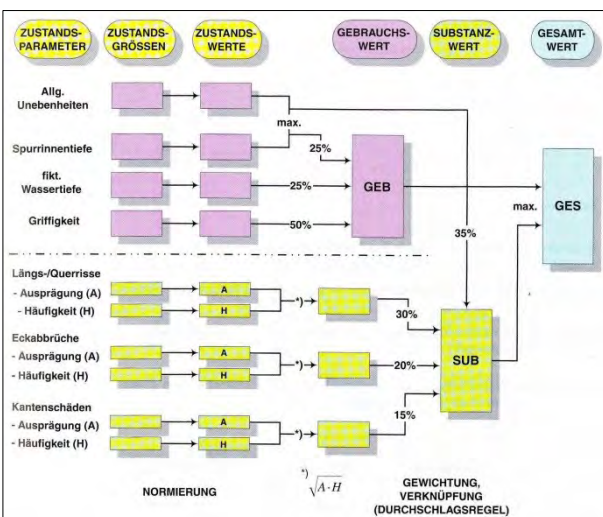 ZUSTANDS-
PARAMETER
ZUSTANDS-
GRÖSSEN
ZUSTANDS-
WERTE
GEBRAUCHS-
WERT
SUBSTANZ-
WERT
GESAMT-
WERT
Allg.
Unebenheiten
max.
Spurrinnentiefe
25%
fikt.
Wassertiefe
25%
GEB
GES
Griffigkeit
50%
max.
35%
Längs-/Querrisse
- Ausprägung (A)
A
- Häufigkeit (H)
H
*)
30%
Eckabbrüche
- Ausprägung (A)
A
- Häufigkeit (H)
H
*)
20%
SUB
Kantenschäden
- Ausprägung (A)
A
- Häufigkeit (H)
H
*)
15%
NORMIERUNG
*) √A·H
GEWICHTUNG,
VERKNÜPFUNG
(DURCHSCHLAGSREGEL)